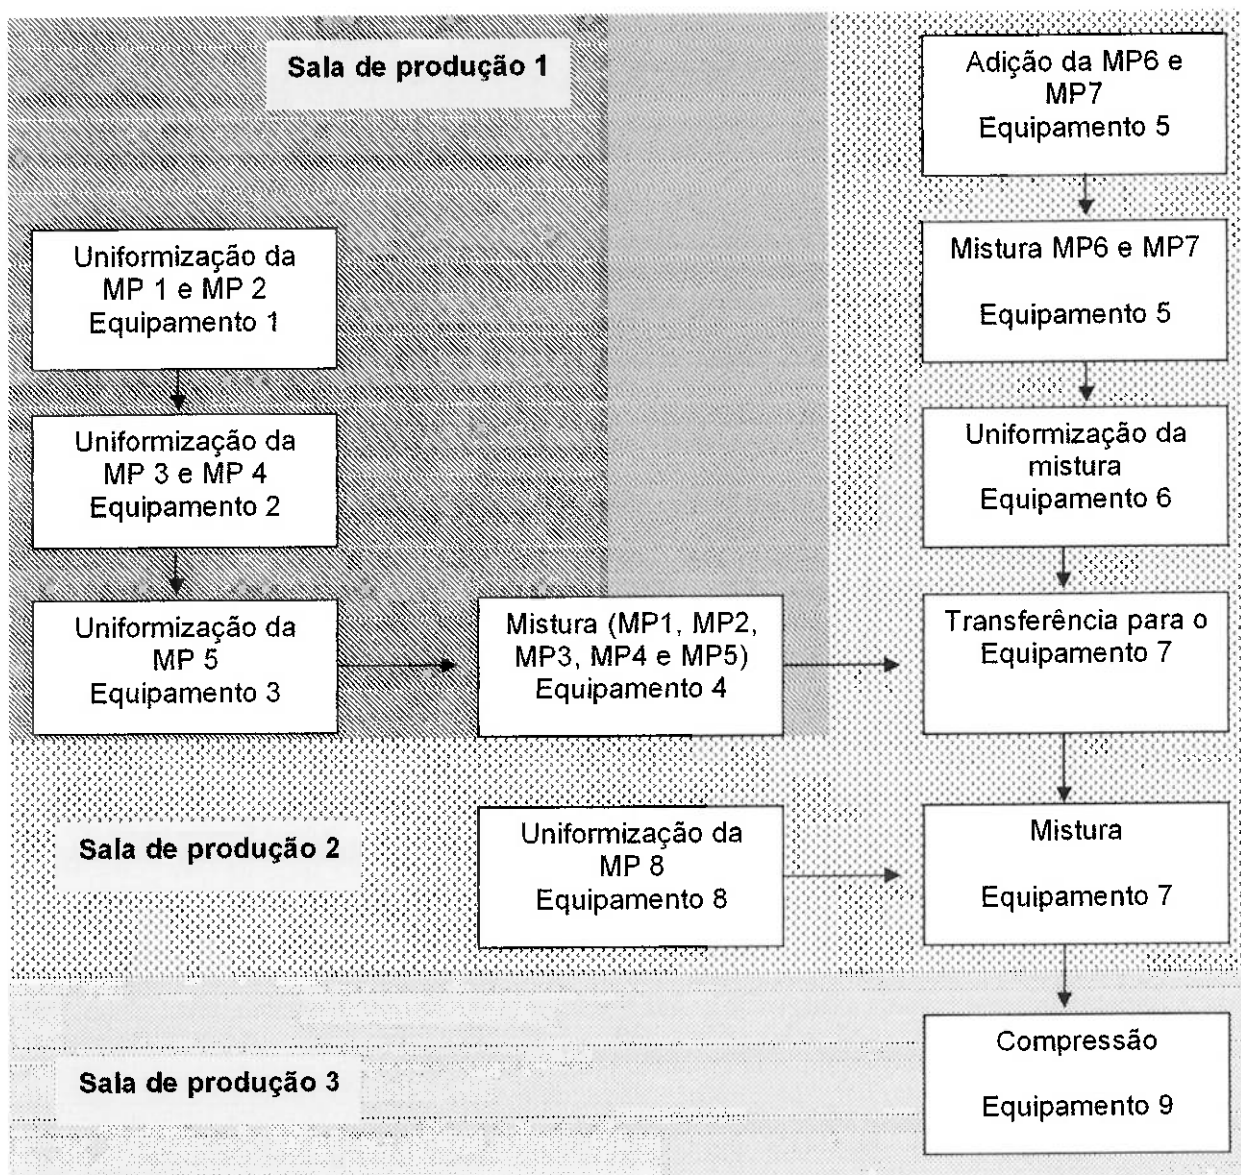 Sala de produção 1
Adição da MP6 e
MP7
Equipamento 5
Uniformização da
MP 1 e MP 2
Equipamento 1
Mistura MP6 e MP7
Equipamento 5
Uniformização da
MP 3 e MP 4
Equipamento 2
Uniformização da
mistura
Equipamento 6
Uniformização da
MP 5
Equipamento 3
Mistura (MP1, MP2,
MP3, MP4 e MP5)
Equipamento 4
Transferência para o
Equipamento 7
Sala de produção 2
Uniformização da
MP 8
Equipamento 8
Mistura
Equipamento 7
Sala de produção 3
Compressão
Equipamento 9